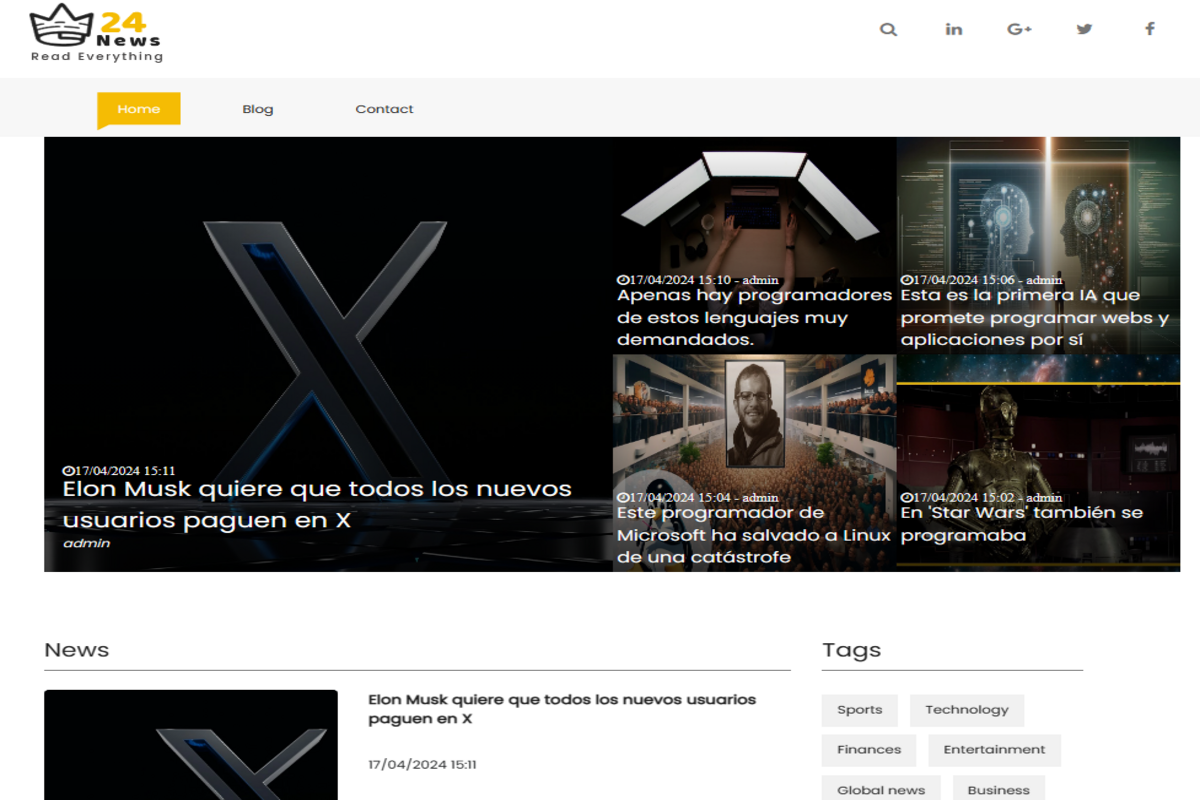 24
News
Read Everything
Home
Blog
Contact
17/04/2024 15:11
Elon Musk quiere que todos los nuevos
usuarios paguen en X
admin
17/04/2024 15:10 - admin
Apenas hay programadores
de estos lenguajes muy
demandados.
17/04/2024 15:06 - admin
Esta es la primera IA que
promete programar webs y
aplicaciones por sí
17/04/2024 15:04 - admin
Este programador de
Microsoft ha salvado a Linux
de una catástrofe
17/04/2024 15:02 - admin
En 'Star Wars' también se
programaba
News
Elon Musk quiere que todos los nuevos usuarios
paguen en X
17/04/2024 15:11
Tags
Sports
Technology
Finances
Entertainment
Global news
Business